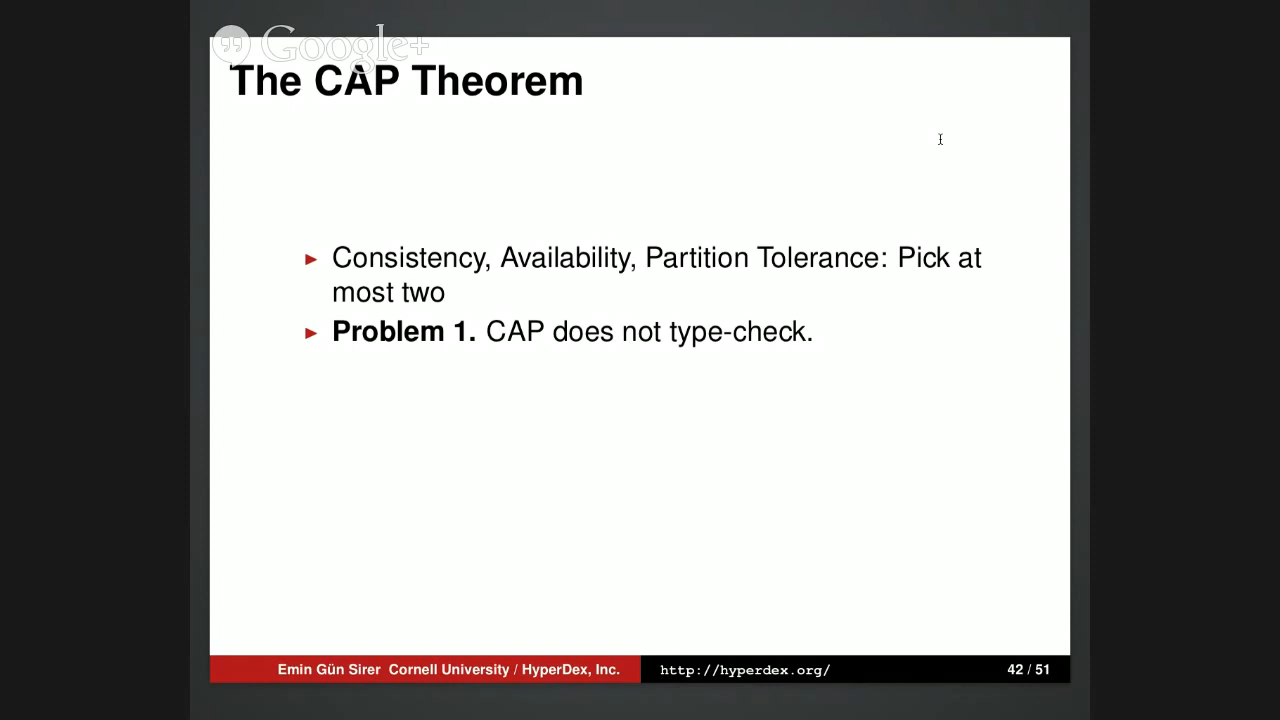 Google+
The CAP Theorem
Consistency, Availability, Partition Tolerance: Pick at
most two
Problem 1. CAP does not type-check.
Emin Gün Sirer Cornell University / HyperDex, Inc.
http://hyperdex.org/
42 / 51